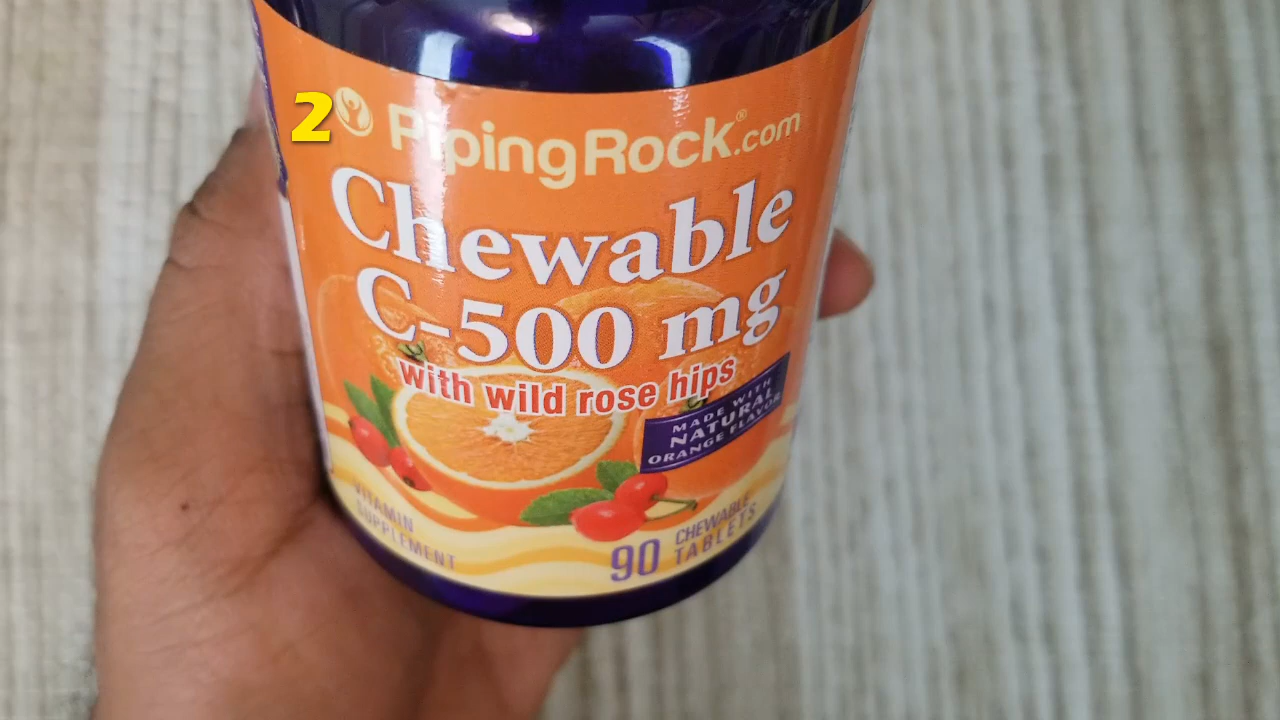 2
PipingRock®.com
Chewable
C-500 mg
with wild rose hips
MADE WITH
NATURAL
ORANGE FLAVOR
VITAMIN
SUPPLEMENT
90 CHEWABLE
TABLETS